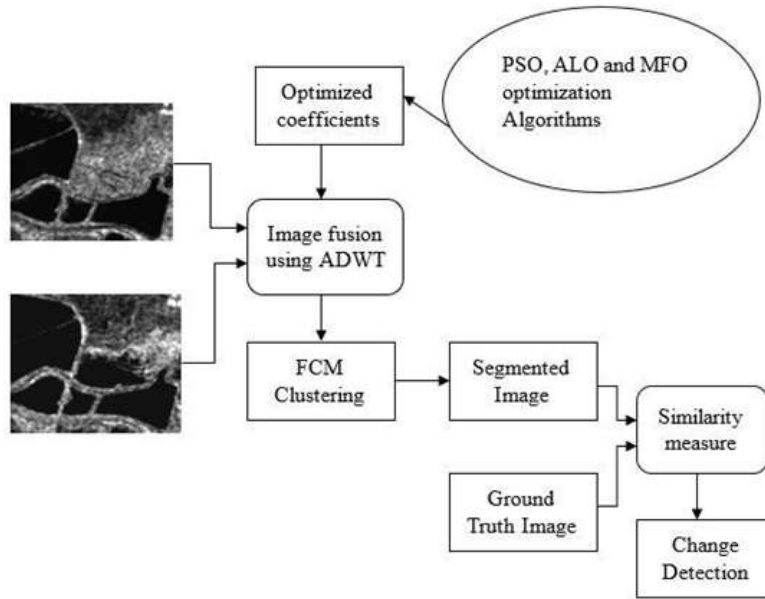 PSO, ALO and MFO
optimization
Algorithms
Optimized
coefficients
Image fusion
using ADWT
FCM
Clustering
Segmented
Image
Similarity
measure
Ground
Truth Image
Change
Detection